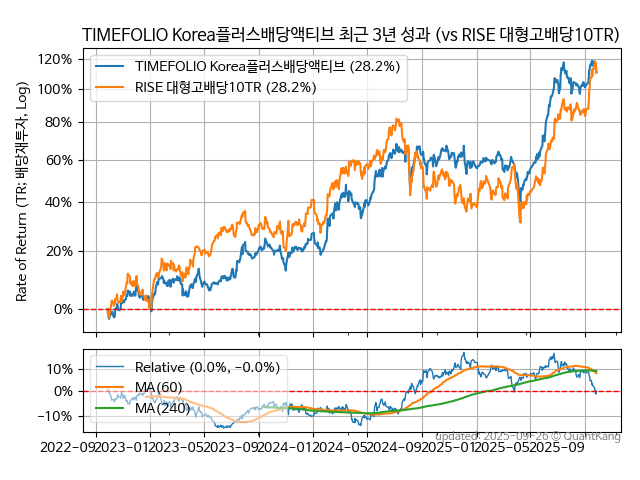 TIMEFOLIO Korea플러스배당액티브 최근 3년 성과 (vs RISE 대형고배당10TR)
Rate of Return (TR: 배당재투자, Log)
120%
100%
80%
60%
40%
20%
0%
TIMEFOLIO Korea플러스배당액티브 (28.2%)
RISE 대형고배당10TR (28.2%)
10%
0%
−10%
Relative (0.0%, −0.0%)
MA(60)
MA(240)
updated: 2025-09-26 © QuantKang
2022-09
2023-01
2023-05
2023-09
2024-01
2024-05
2024-09
2025-01
2025-05
2025-09